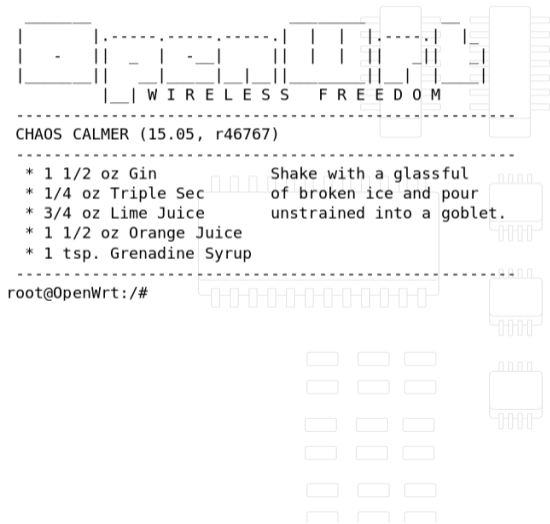 W I R E L E S S   F R E E D O M
CHAOS CALMER (15.05, r46767)
* 1 1/2 oz Gin          Shake with a glassful
* 1/4 oz Triple Sec     of broken ice and pour
* 3/4 oz Lime Juice     unstrained into a goblet.
* 1 1/2 oz Orange Juice
* 1 tsp. Grenadine Syrup
root@OpenWrt:/#